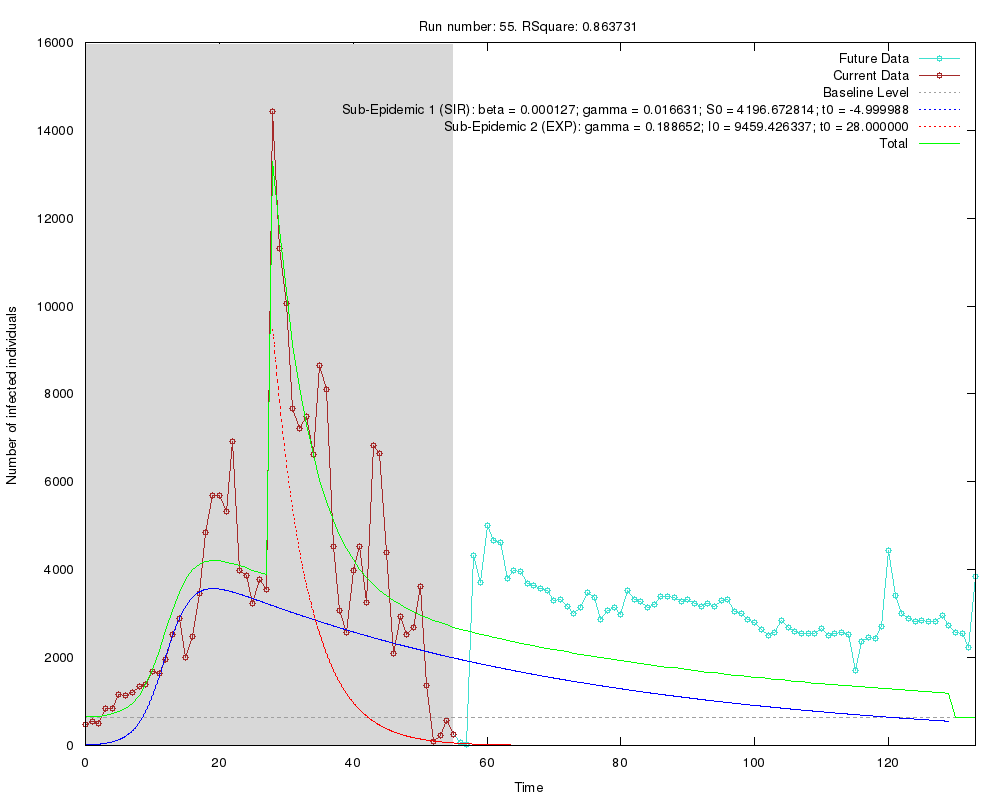 Run number: 55. RSquare: 0.863731
16000
14000
12000
10000
8000
6000
4000
2000
0
Number of infected individuals
Future Data
Current Data
Baseline Level
Sub-Epidemic 1 (SIR): beta = 0.000127; gamma = 0.016631; S0 = 4196.672814; t0 = -4.999988
Sub-Epidemic 2 (EXP): gamma = 0.188652; I0 = 9459.426337; t0 = 28.000000
Total
0 20 40 60 80 100 120
Time